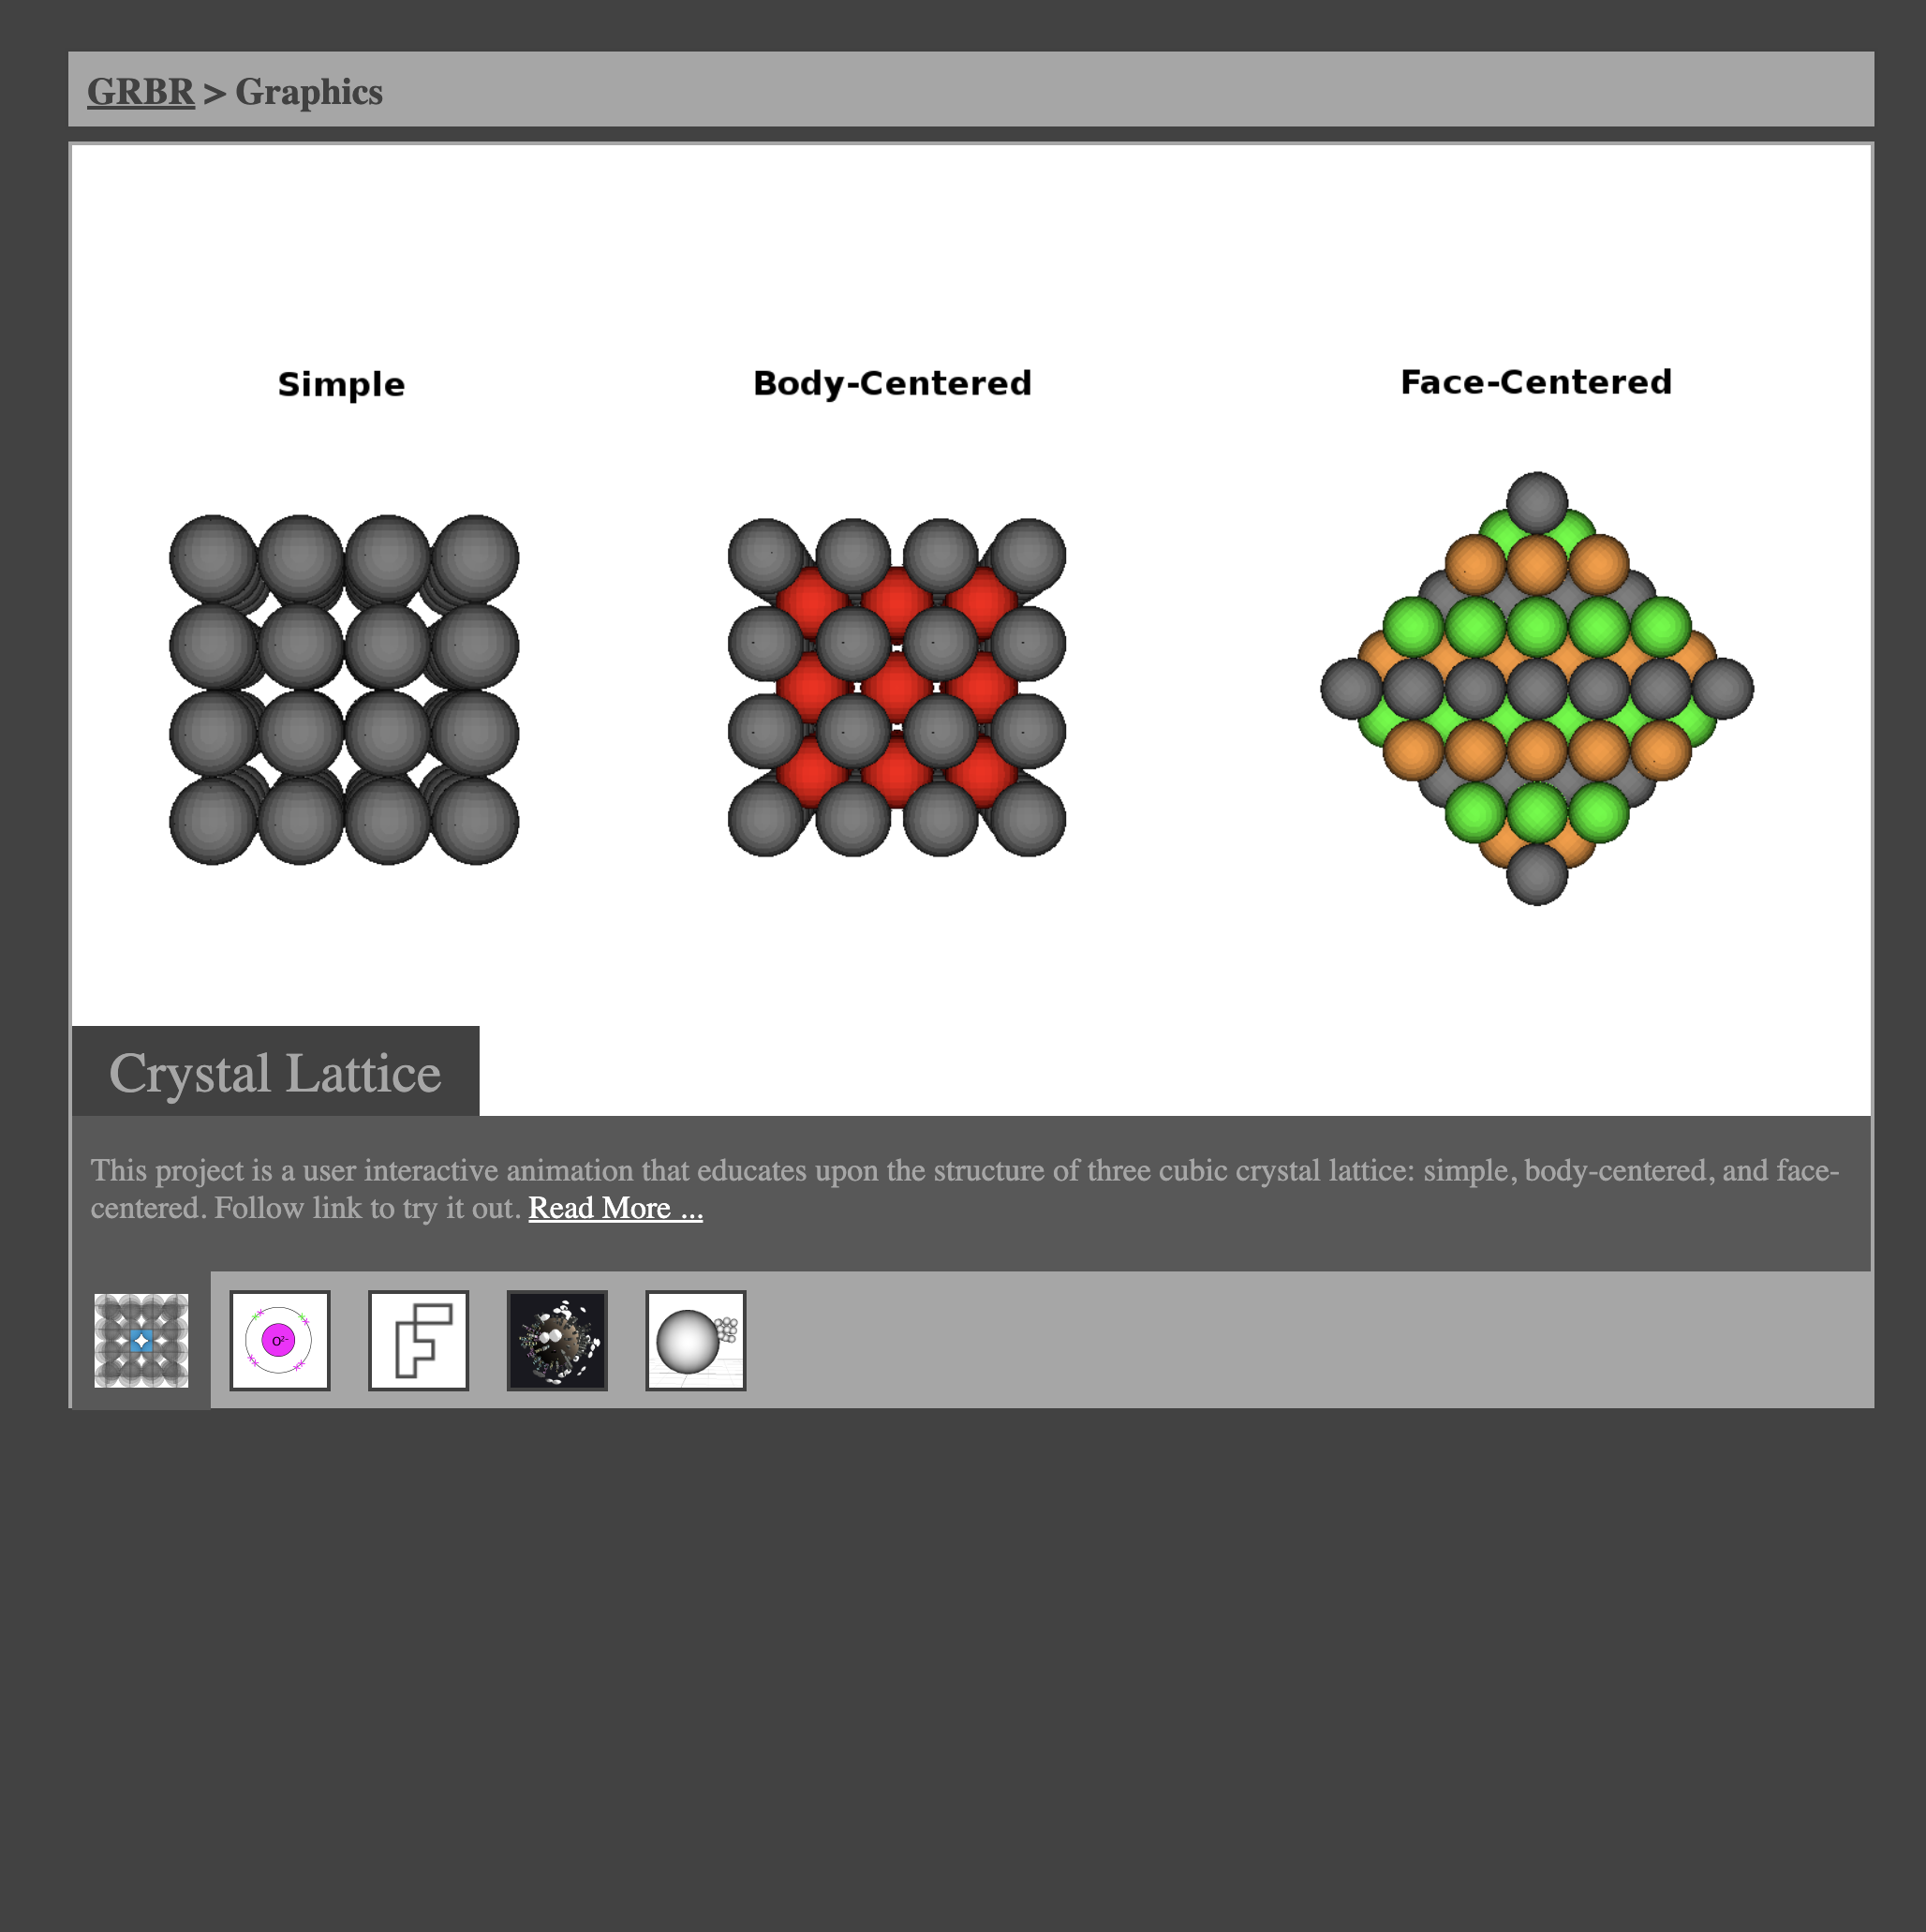 GRBR > Graphics
Simple
Body-Centered
Face-Centered
Crystal Lattice
This project is a user interactive animation that educates upon the structure of three cubic crystal lattice: simple, body-centered, and face-
centered. Follow link to try it out. Read More ...
O²⁻